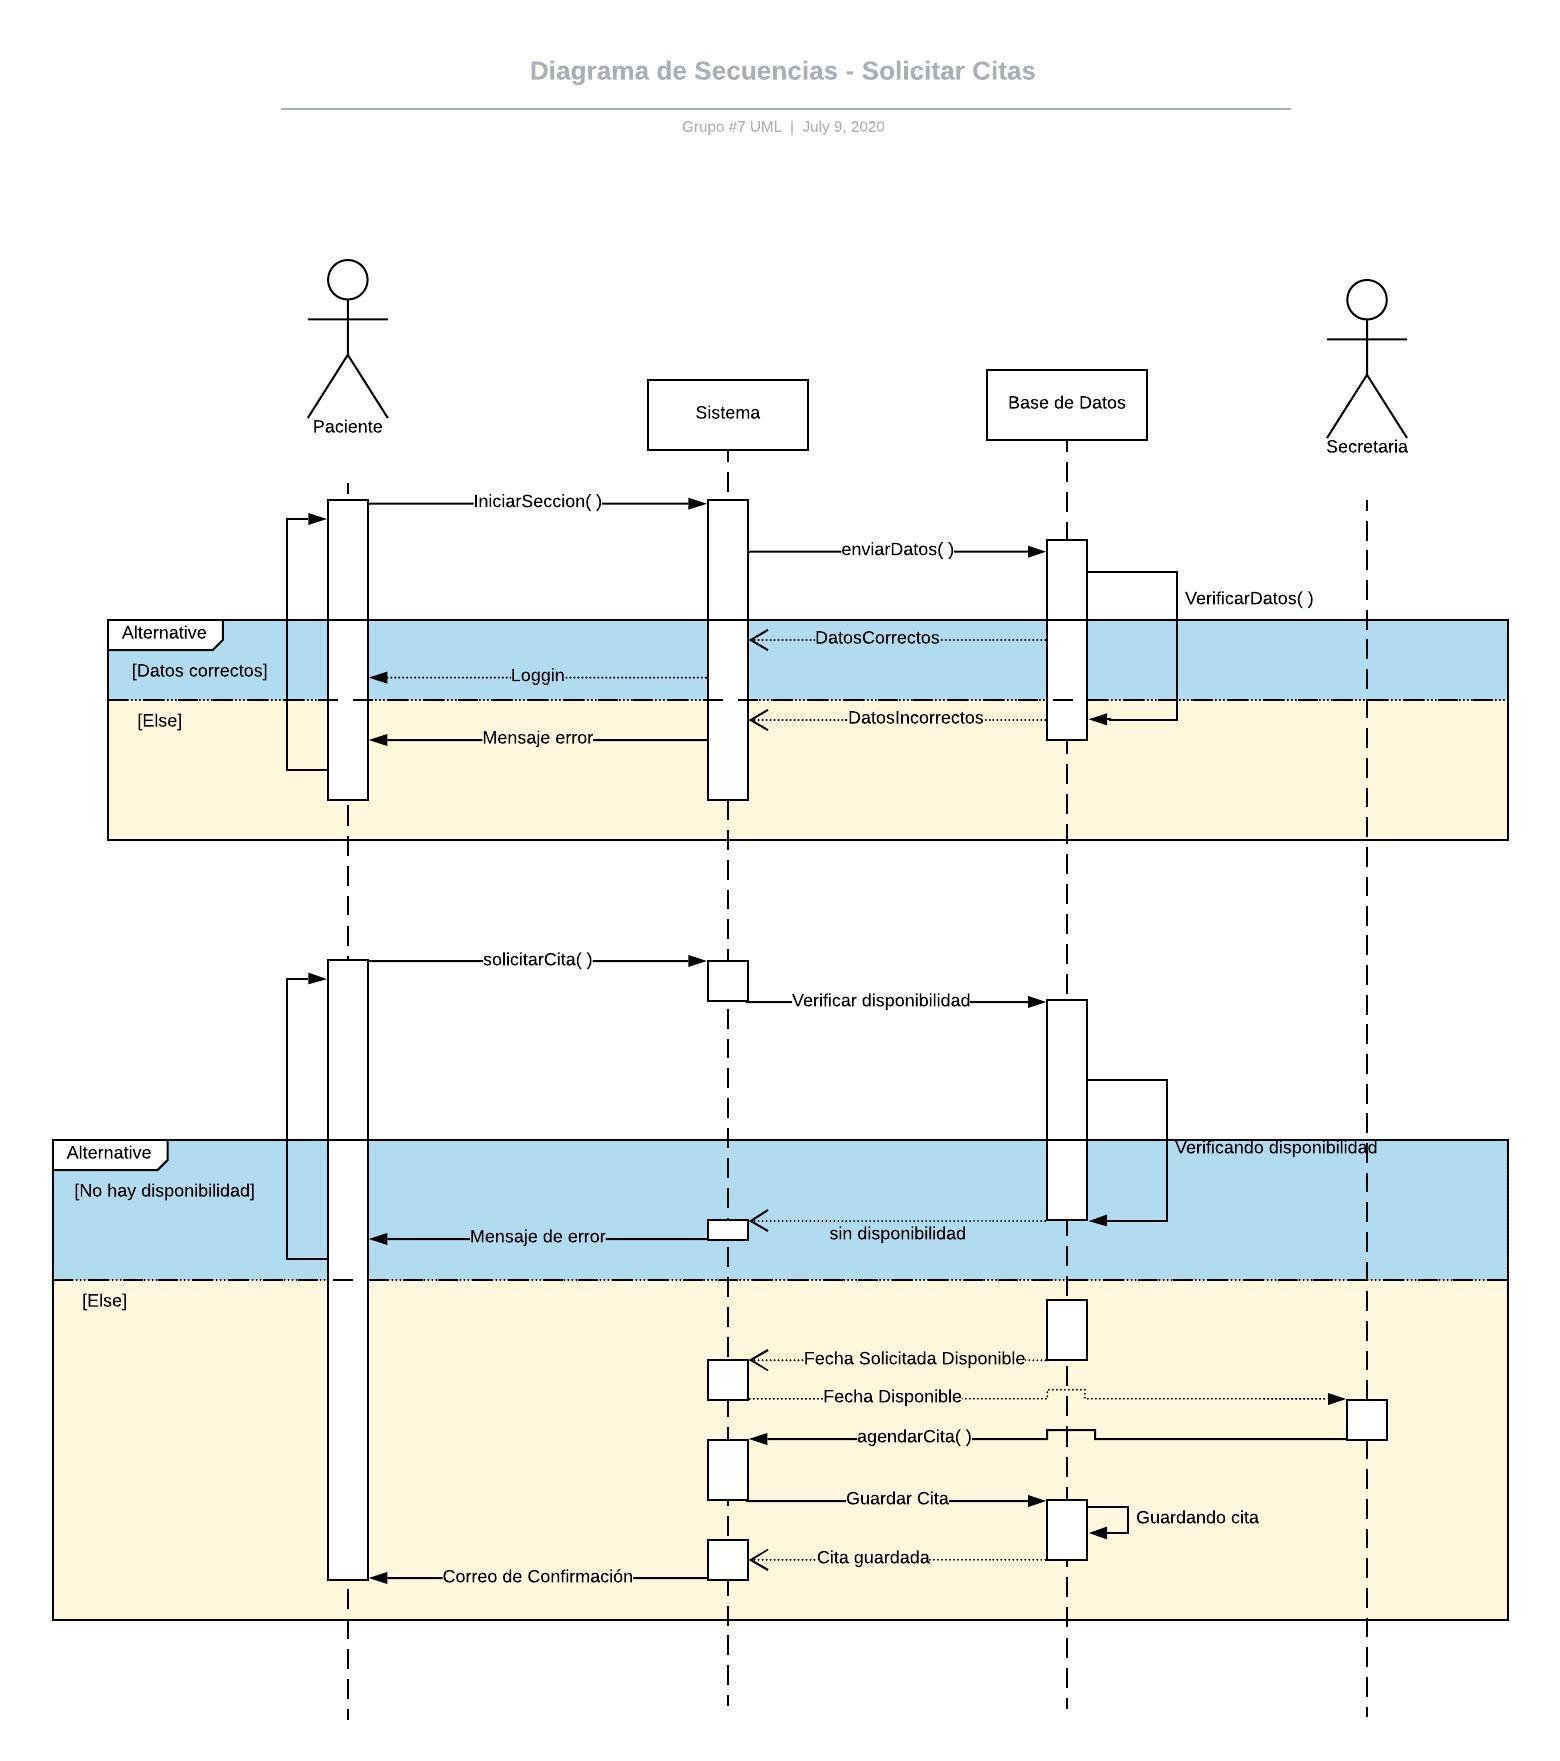 Diagrama de Secuencias - Solicitar Citas
Grupo #7 UML | July 9, 2020
Paciente
Sistema
Base de Datos
Secretaria
IniciarSeccion( )
enviarDatos( )
VerificarDatos( )
Alternative
DatosCorrectos
[Datos correctos]
Loggin
[Else]
DatosIncorrectos
Mensaje error
solicitarCita( )
Verificar disponibilidad
Alternative
Verificando disponibilidad
[No hay disponibilidad]
sin disponibilidad
Mensaje de error
[Else]
Fecha Solicitada Disponible
Fecha Disponible
agendarCita( )
Guardar Cita
Guardando cita
Cita guardada
Correo de Confirmación